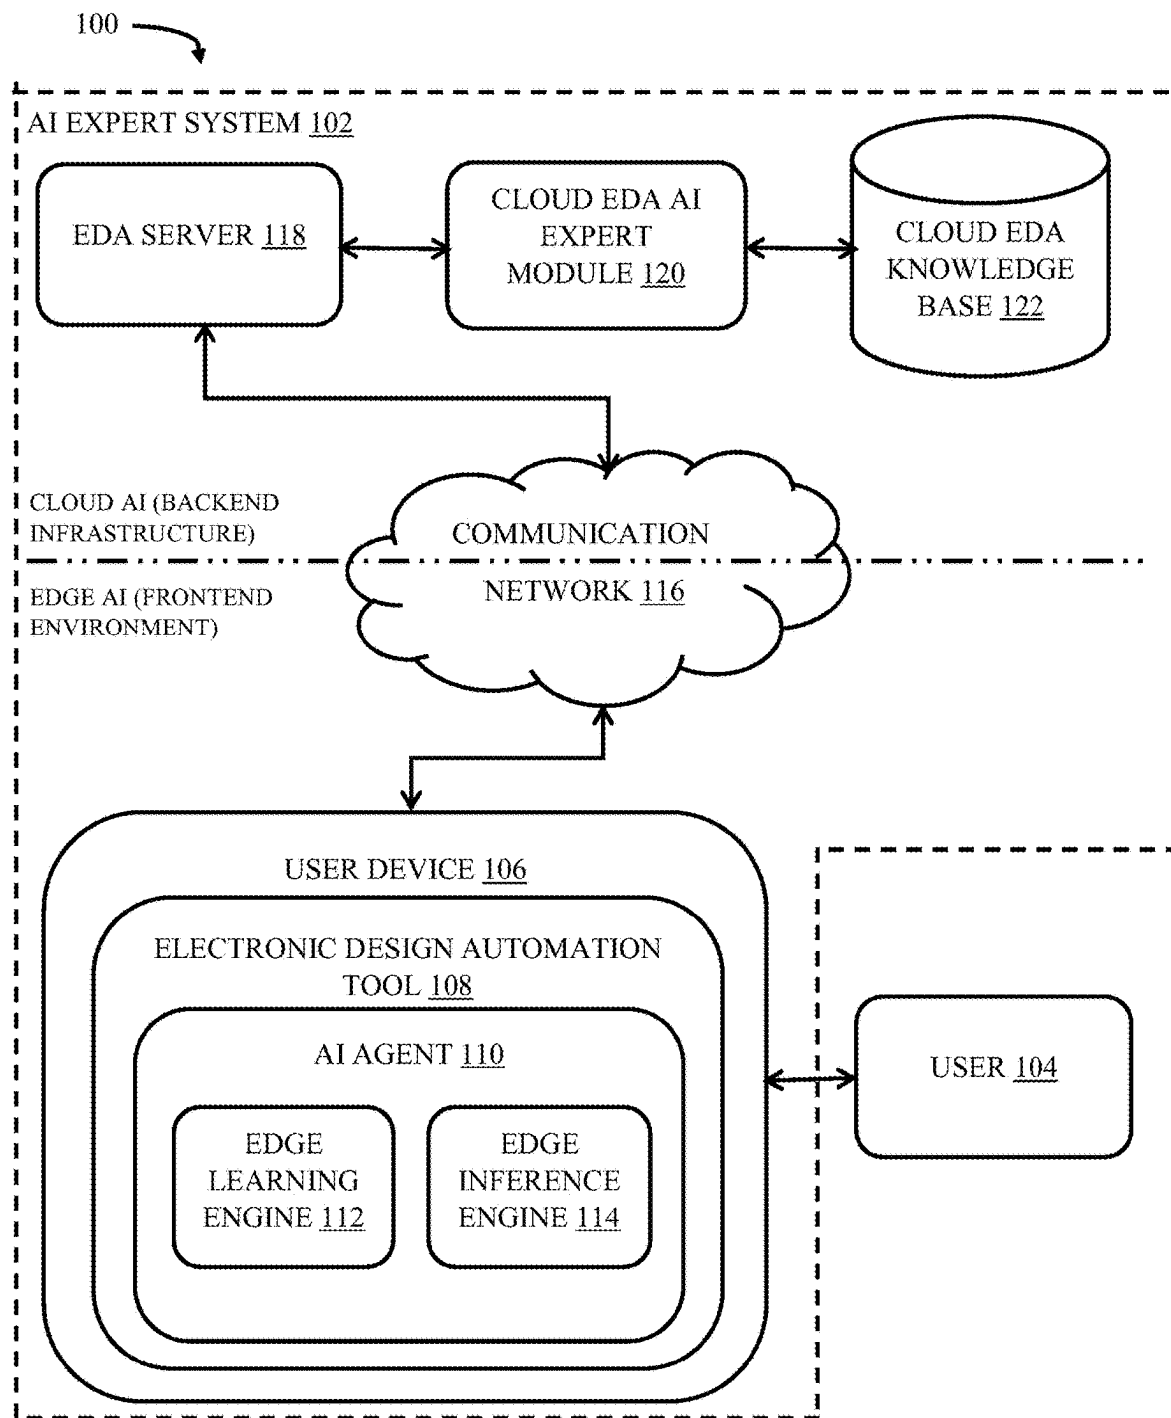 100
AI EXPERT SYSTEM 102
EDA SERVER 118
CLOUD EDA AI
EXPERT
MODULE 120
CLOUD EDA
KNOWLEDGE
BASE 122
CLOUD AI (BACKEND
INFRASTRUCTURE)
COMMUNICATION
NETWORK 116
EDGE AI (FRONTEND
ENVIRONMENT)
USER DEVICE 106
ELECTRONIC DESIGN AUTOMATION
TOOL 108
AI AGENT 110
EDGE
LEARNING
ENGINE 112
EDGE
INFERENCE
ENGINE 114
USER 104